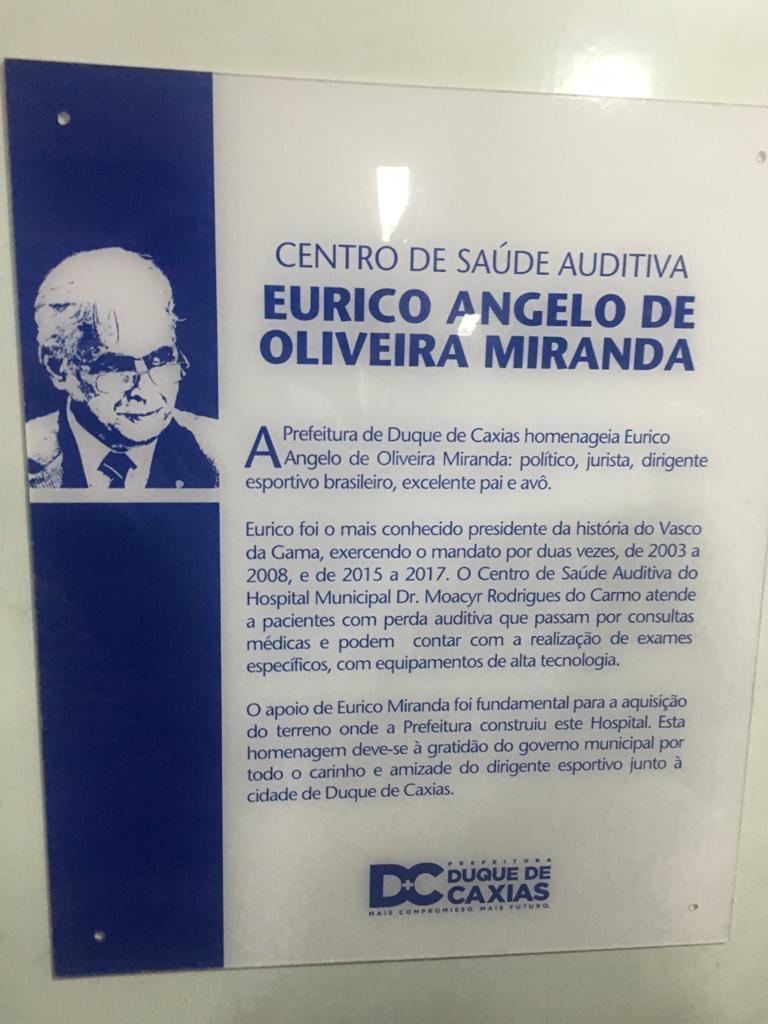 CENTRO DE SAÚDE AUDITIVA
EURICO ANGELO DE
OLIVEIRA MIRANDA
A Prefeitura de Duque de Caxias homenageia Eurico
Angelo de Oliveira Miranda: político, jurista, dirigente
esportivo brasileiro, excelente pai e avô.
Eurico foi o mais conhecido presidente da história do Vasco
da Gama, exercendo o mandato por duas vezes, de 2003 a
2008, e de 2015 a 2017. O Centro de Saúde Auditiva do
Hospital Municipal Dr. Moacyr Rodrigues do Carmo atende
a pacientes com perda auditiva que passam por consultas
médicas e podem contar com a realização de exames
específicos, com equipamentos de alta tecnologia.
O apoio de Eurico Miranda foi fundamental para a aquisição
do terreno onde a Prefeitura construiu este Hospital. Esta
homenagem deve-se à gratidão do governo municipal por
todo o carinho e amizade do dirigente esportivo junto à
cidade de Duque de Caxias.
PREFEITURA
D+C DUQUE DE
CAXIAS
MAIS COMPROMISSO. MAIS FUTURO.